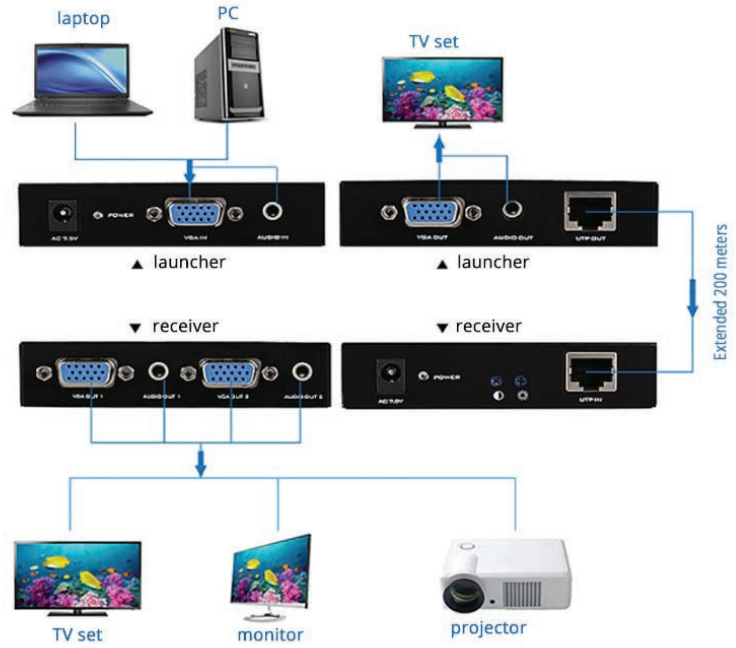 laptop
PC
TV set
POWER
AC 7.5V
VGA IN
AUDIO IN
VGA OUT
AUDIO OUT
UTP OUT
▲ launcher
▲ launcher
Extended 200 meters
▼ receiver
▼ receiver
VGA OUT 1
AUDIO OUT 1
VGA OUT 2
AUDIO OUT 2
POWER
AC 7.5V
UTP IN
TV set
monitor
projector